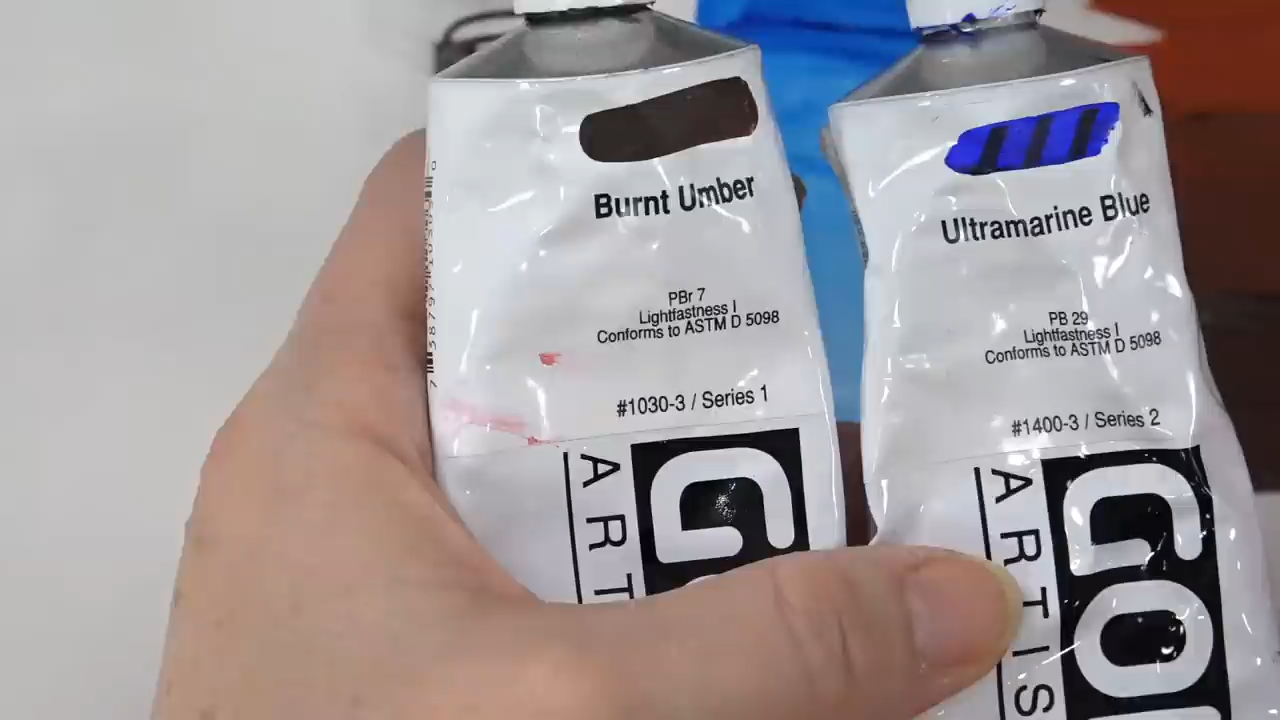 Burnt Umber
PBr 7
Lightfastness I
Conforms to ASTM D 5098
#1030-3 / Series 1
ART
G
Ultramarine Blue
PB 29
Lightfastness I
Conforms to ASTM D 5098
#1400-3 / Series 2
ARTIS
GO